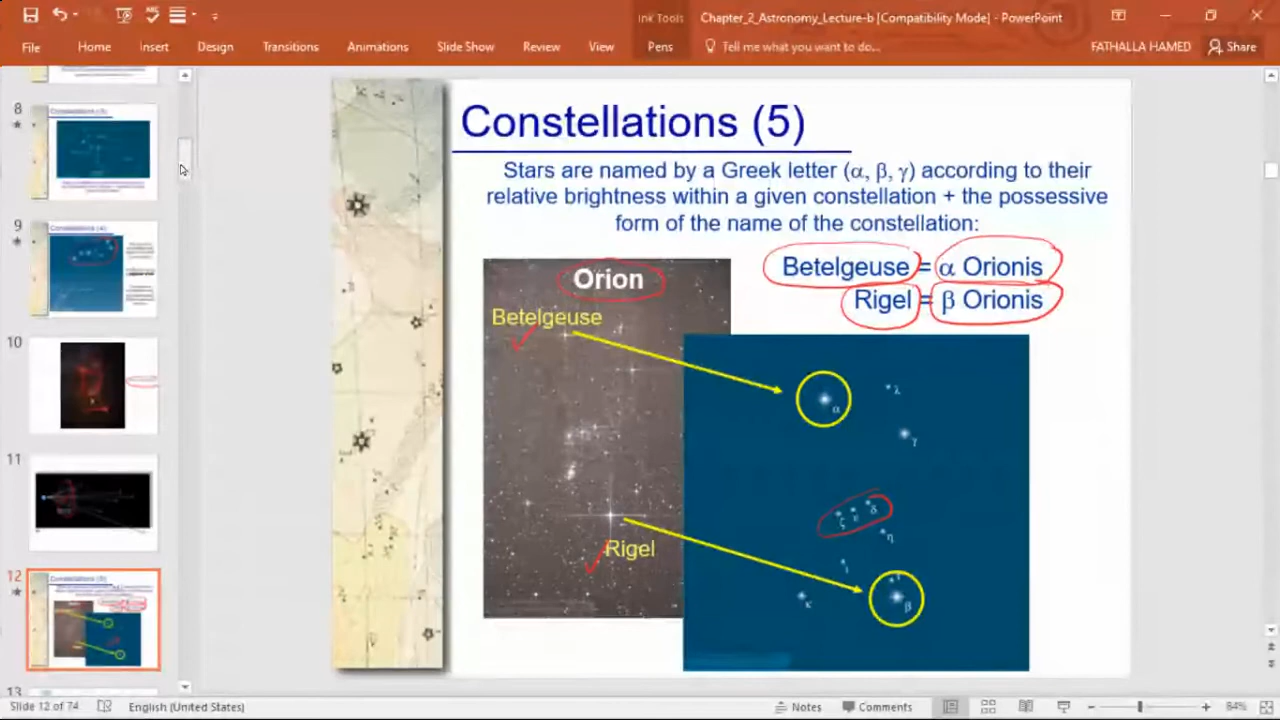 Ink Tools
Chapter_2_Astronomy_Lecture-b [Compatibility Mode] - PowerPoint
File
Home
Insert
Design
Transitions
Animations
Slide Show
Review
View
Pens
Tell me what you want to do...
FATHALLA HAMED
Share
8
9
10
11
12
13
Constellations (5)
Stars are named by a Greek letter (α, β, γ) according to their
relative brightness within a given constellation + the possessive
form of the name of the constellation:
Betelgeuse = α Orionis
Rigel = β Orionis
Orion
Betelgeuse
Rigel
α
λ
γ
ζ
ε
δ
η
ι
τ
κ
β
Slide 12 of 74
English (United States)
Notes
Comments
84%